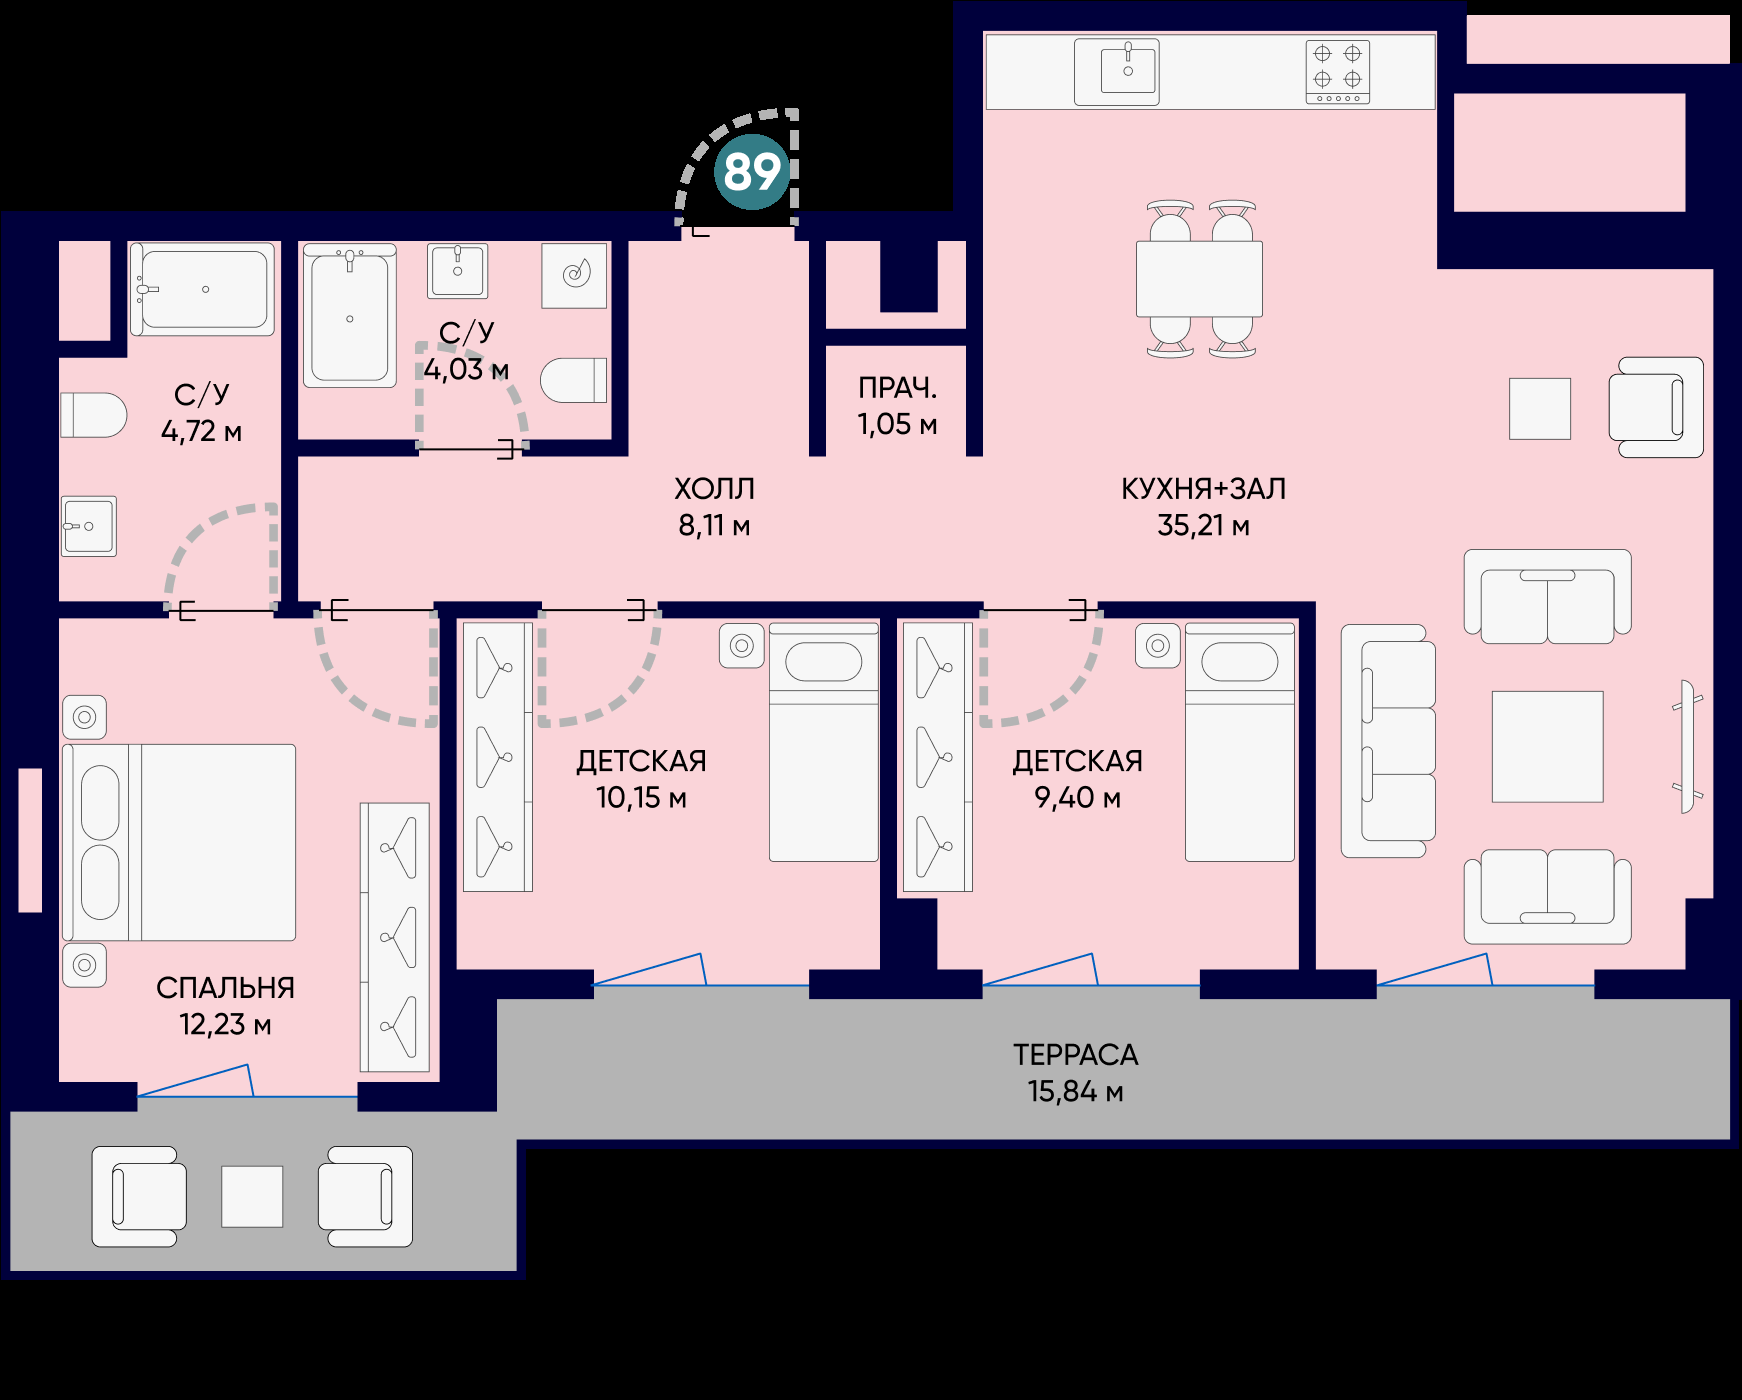 89
С/У
4,03 м
С/У
4,72 м
ПРАЧ.
1,05 м
ХОЛЛ
8,11 м
КУХНЯ+ЗАЛ
35,21 м
ДЕТСКАЯ
10,15 м
ДЕТСКАЯ
9,40 м
СПАЛЬНЯ
12,23 м
ТЕРРАСА
15,84 м